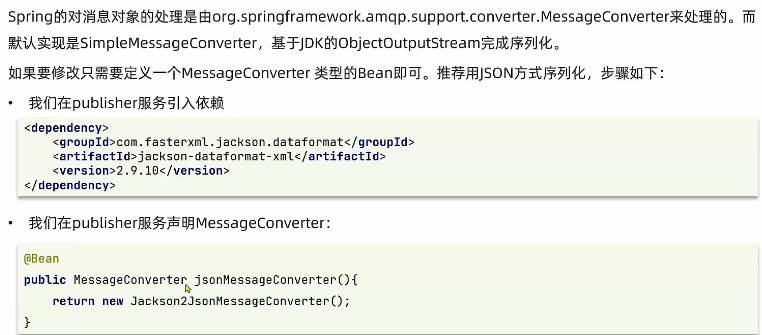 Spring的对消息对象的处理是由org.springframework.amqp.support.converter.MessageConverter来处理的。而
默认实现是SimpleMessageConverter，基于JDK的ObjectOutputStream完成序列化。
如果要修改只需要定义一个MessageConverter 类型的Bean即可。推荐用JSON方式序列化，步骤如下：
• 我们在publisher服务引入依赖
<dependency>
    <groupId>com.fasterxml.jackson.dataformat</groupId>
    <artifactId>jackson-dataformat-xml</artifactId>
    <version>2.9.10</version>
</dependency>
• 我们在publisher服务声明MessageConverter：
@Bean
public MessageConverter jsonMessageConverter(){
    return new Jackson2JsonMessageConverter();
}